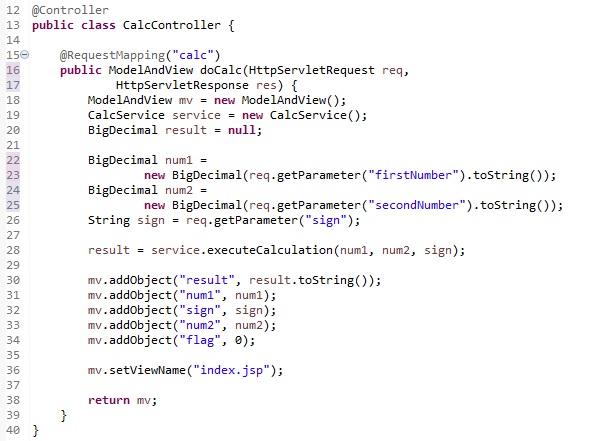 12 @Controller
13 public class CalcController {
14
15 @RequestMapping("calc")
16 public ModelAndView doCalc(HttpServletRequest req,
17 HttpServletResponse res) {
18 ModelAndView mv = new ModelAndView();
19 CalcService service = new CalcService();
20 BigDecimal result = null;
21
22 BigDecimal num1 =
23 new BigDecimal(req.getParameter("firstNumber").toString());
24 BigDecimal num2 =
25 new BigDecimal(req.getParameter("secondNumber").toString());
26 String sign = req.getParameter("sign");
27
28 result = service.executeCalculation(num1, num2, sign);
29
30 mv.addObject("result", result.toString());
31 mv.addObject("num1", num1);
32 mv.addObject("sign", sign);
33 mv.addObject("num2", num2);
34 mv.addObject("flag", 0);
35
36 mv.setViewName("index.jsp");
37
38 return mv;
39 }
40 }